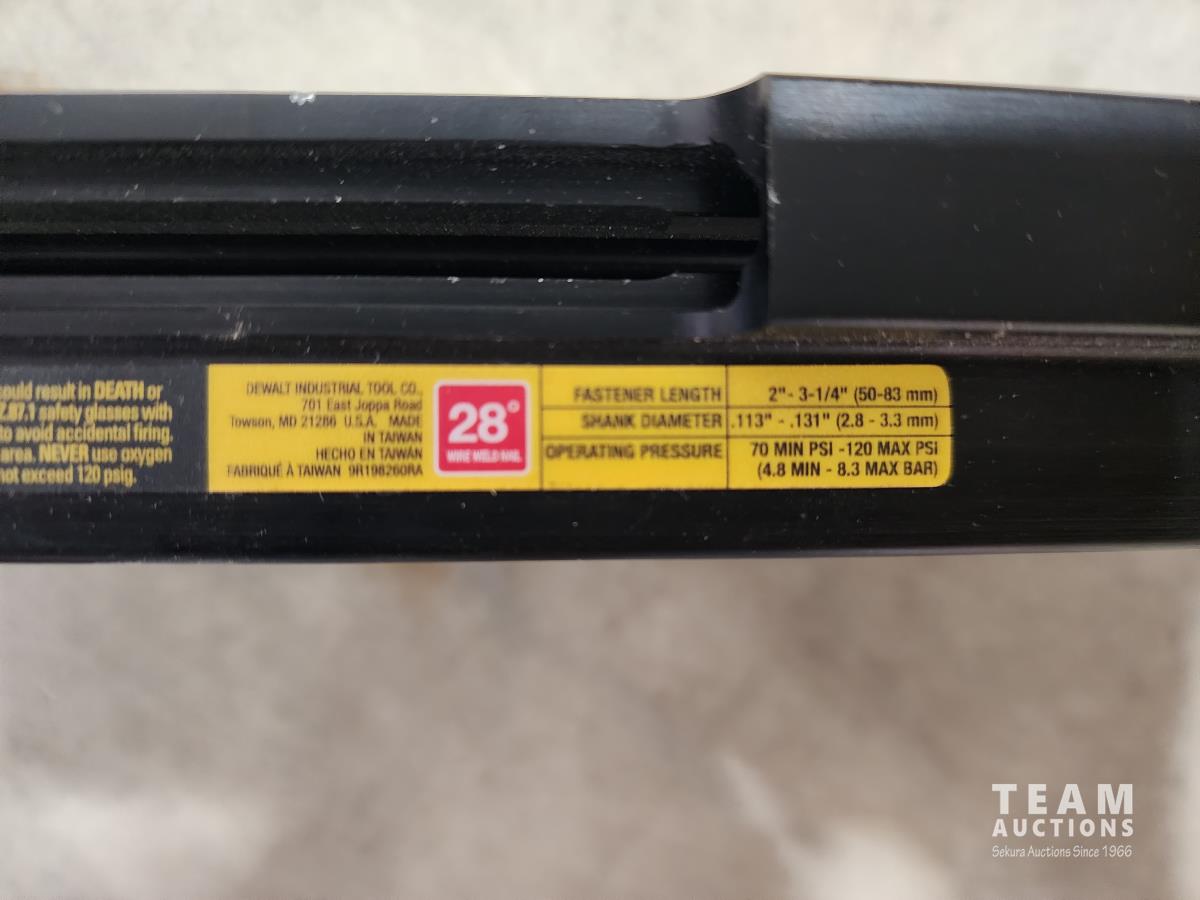 could result in DEATH or
Z.87.1 safety glasses with
to avoid accidental firing,
area. NEVER use oxygen
not exceed 120 psig.
DEWALT INDUSTRIAL TOOL CO.,
701 East Joppa Road
Towson, MD 21286 U.S.A. MADE
IN TAIWAN
HECHO EN TAIWAN
FABRIQUÉ À TAIWAN 9R198260RA
28°
WIRE WELD NAIL
FASTENER LENGTH 2" - 3-1/4" (50-83 mm)
SHANK DIAMETER .113" - .131" (2.8 - 3.3 mm)
OPERATING PRESSURE 70 MIN PSI -120 MAX PSI
(4.8 MIN - 8.3 MAX BAR)
TEAM
AUCTIONS
Sekura Auctions Since 1966